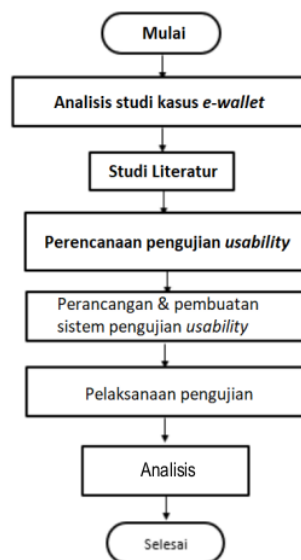 Mulai
Analisis studi kasus e-wallet
Studi Literatur
Perencanaan pengujian usability
Perancangan & pembuatan
sistem pengujian usability
Pelaksanaan pengujian
Analisis
Selesai